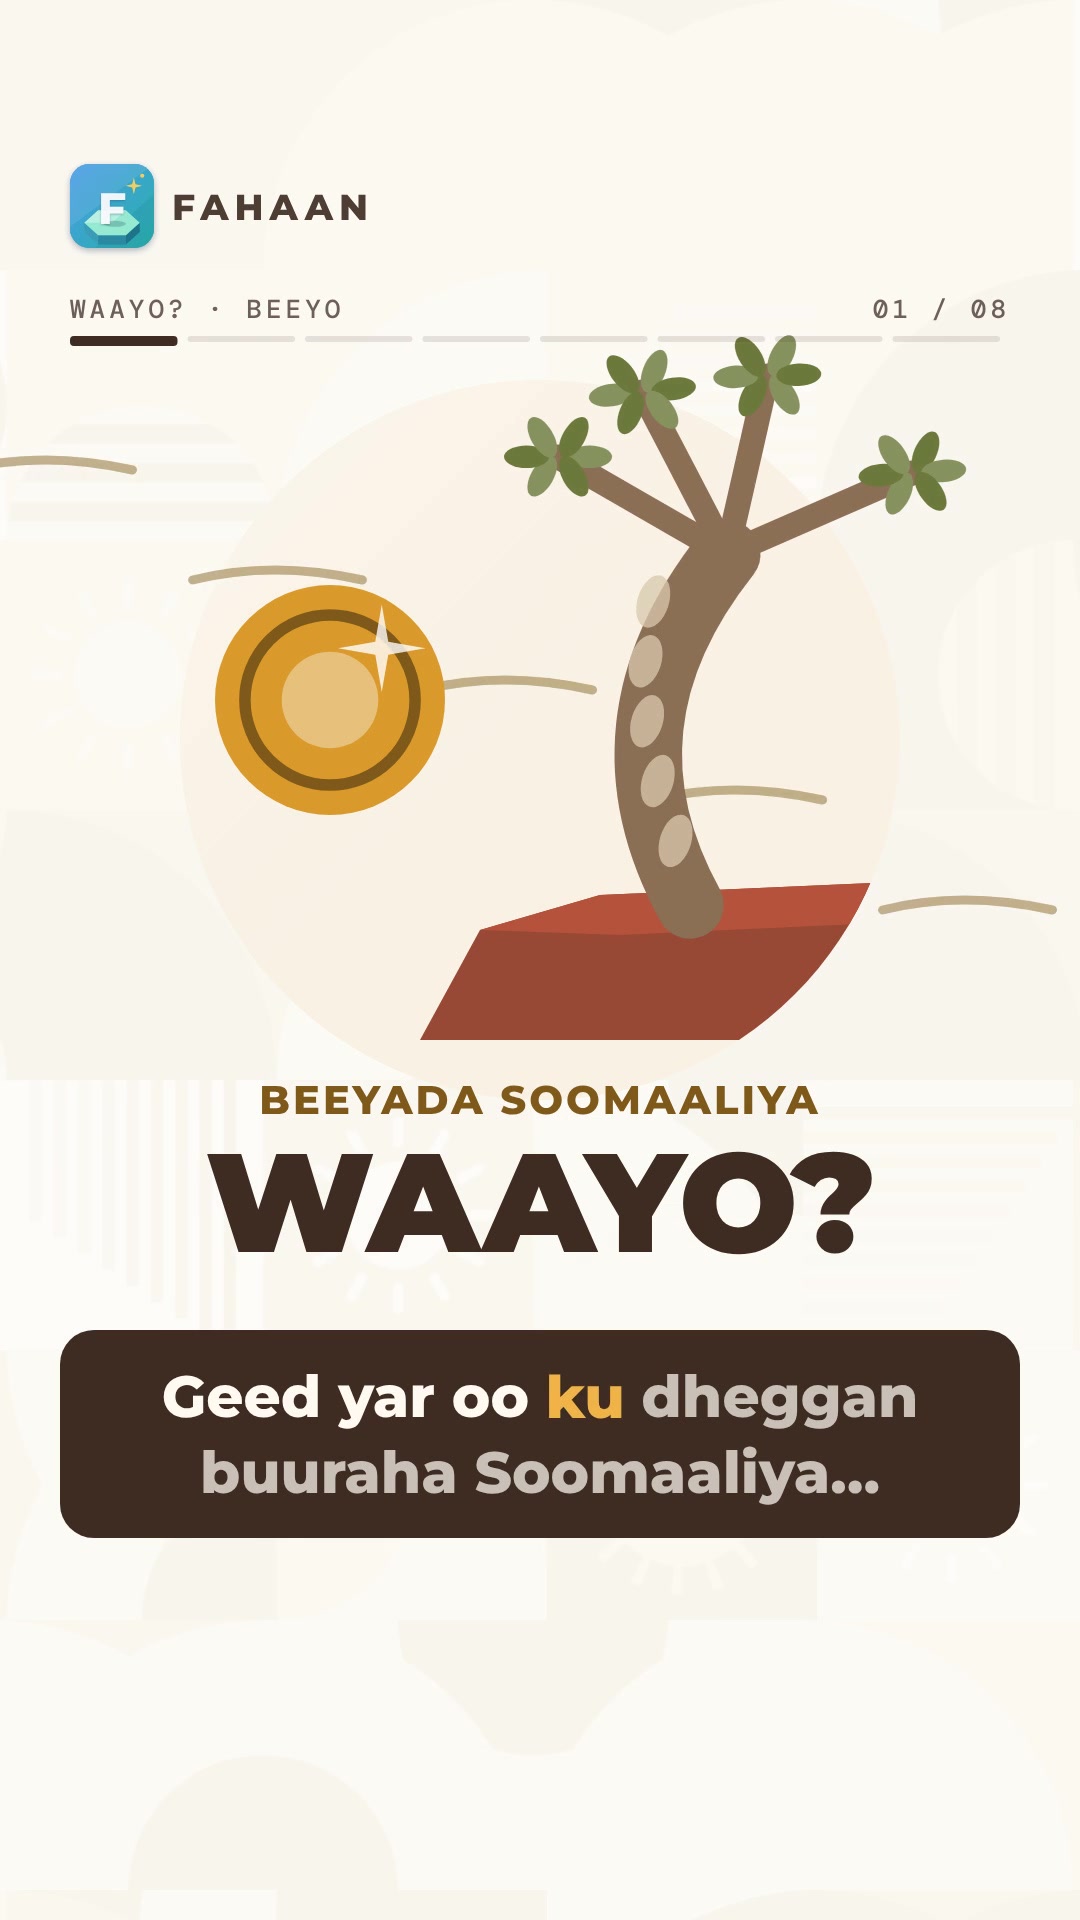 F
FAHAAN
WAAYO? · BEEYO
01 / 08
BEEYADA SOOMAALIYA
WAAYO?
Geed yar oo ku dheggan
buuraha Soomaaliya...